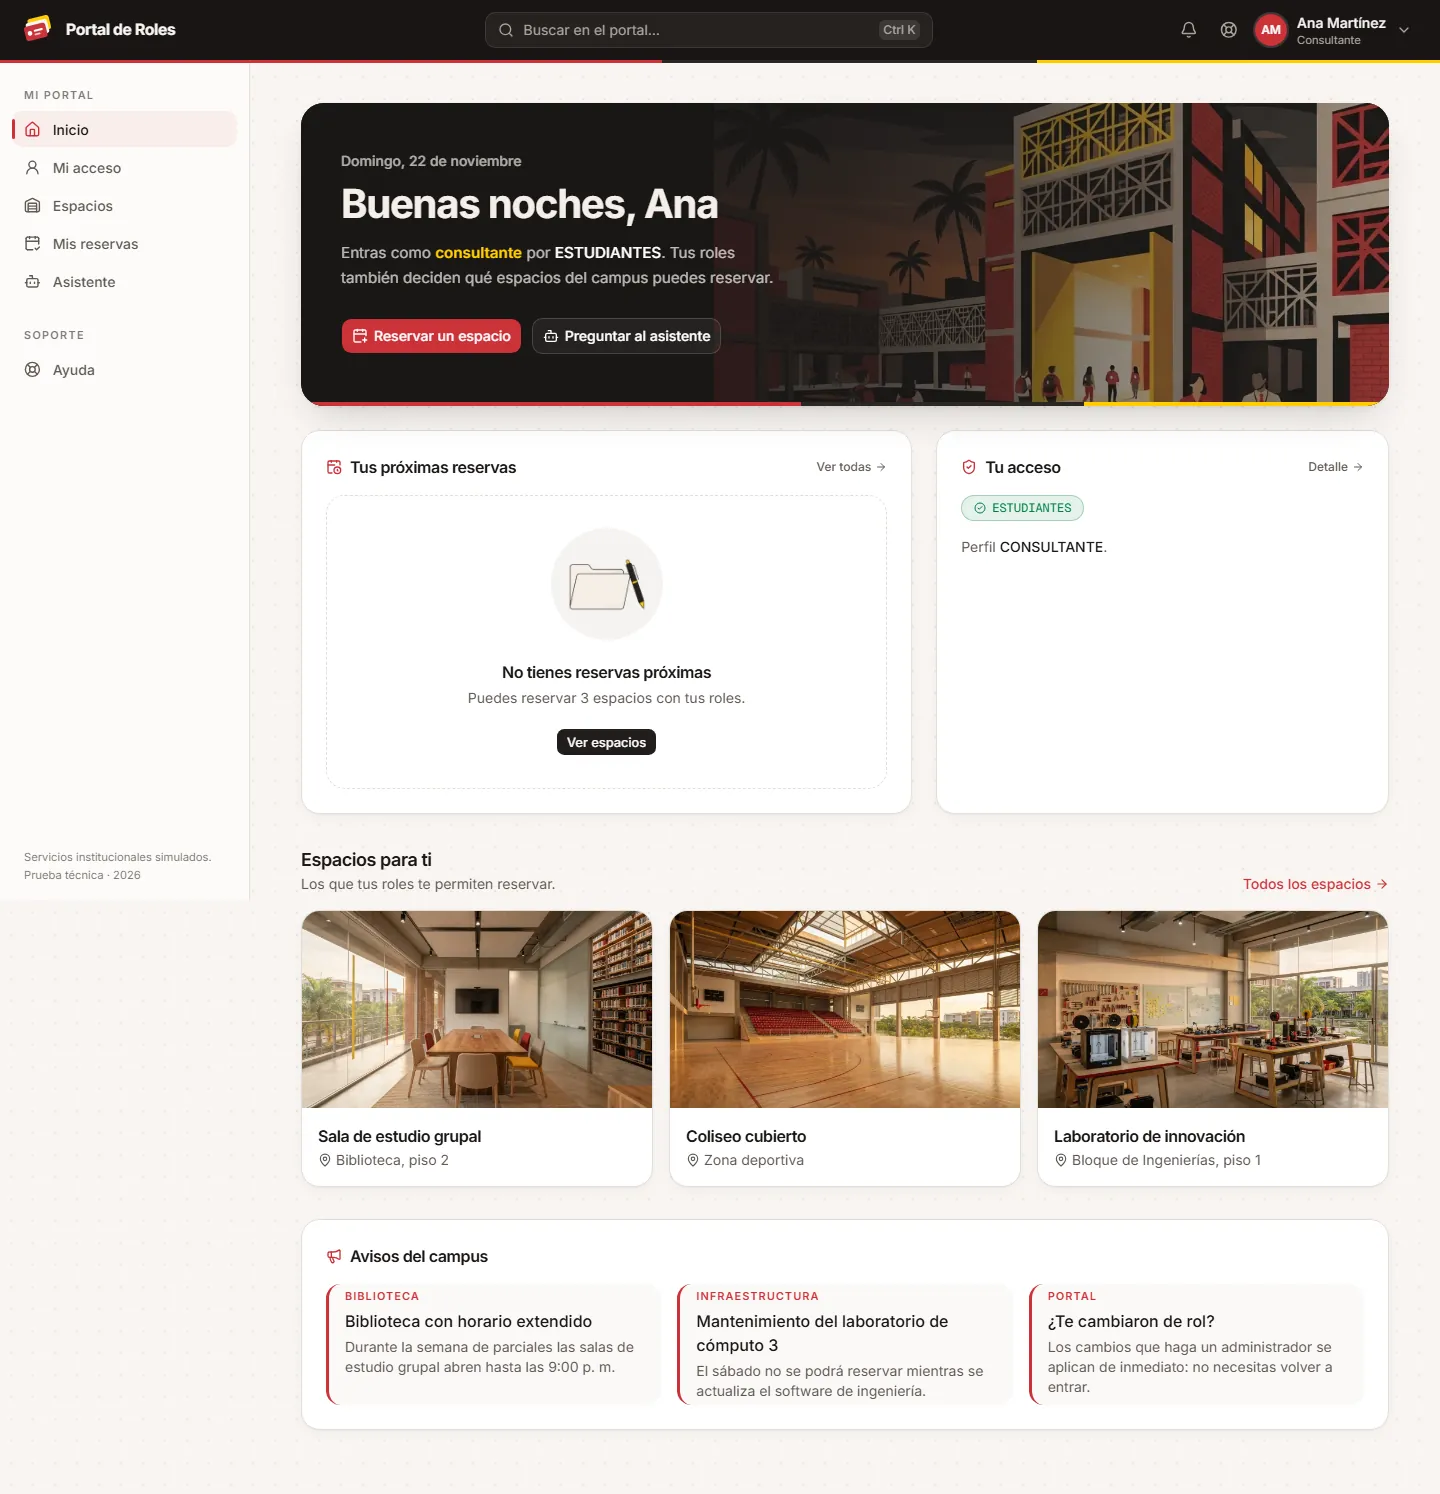 Portal de Roles
Buscar en el portal...
Ctrl K
AM
Ana Martínez
Consultante
MI PORTAL
Inicio
Mi acceso
Espacios
Mis reservas
Asistente
SOPORTE
Ayuda
Servicios institucionales simulados.
Prueba técnica · 2026
Domingo, 22 de noviembre
Buenas noches, Ana
Entras como consultante por ESTUDIANTES. Tus roles
también deciden qué espacios del campus puedes reservar.
Reservar un espacio
Preguntar al asistente
Tus próximas reservas
Ver todas →
No tienes reservas próximas
Puedes reservar 3 espacios con tus roles.
Ver espacios
Tu acceso
Detalle →
ESTUDIANTES
Perfil CONSULTANTE.
Espacios para ti
Los que tus roles te permiten reservar.
Todos los espacios →
Sala de estudio grupal
Biblioteca, piso 2
Coliseo cubierto
Zona deportiva
Laboratorio de innovación
Bloque de Ingenierías, piso 1
Avisos del campus
BIBLIOTECA
Biblioteca con horario extendido
Durante la semana de parciales las salas de
estudio grupal abren hasta las 9:00 p. m.
INFRAESTRUCTURA
Mantenimiento del laboratorio de
cómputo 3
El sábado no se podrá reservar mientras se
actualiza el software de ingeniería.
PORTAL
¿Te cambiaron de rol?
Los cambios que haga un administrador se
aplican de inmediato: no necesitas volver a
entrar.